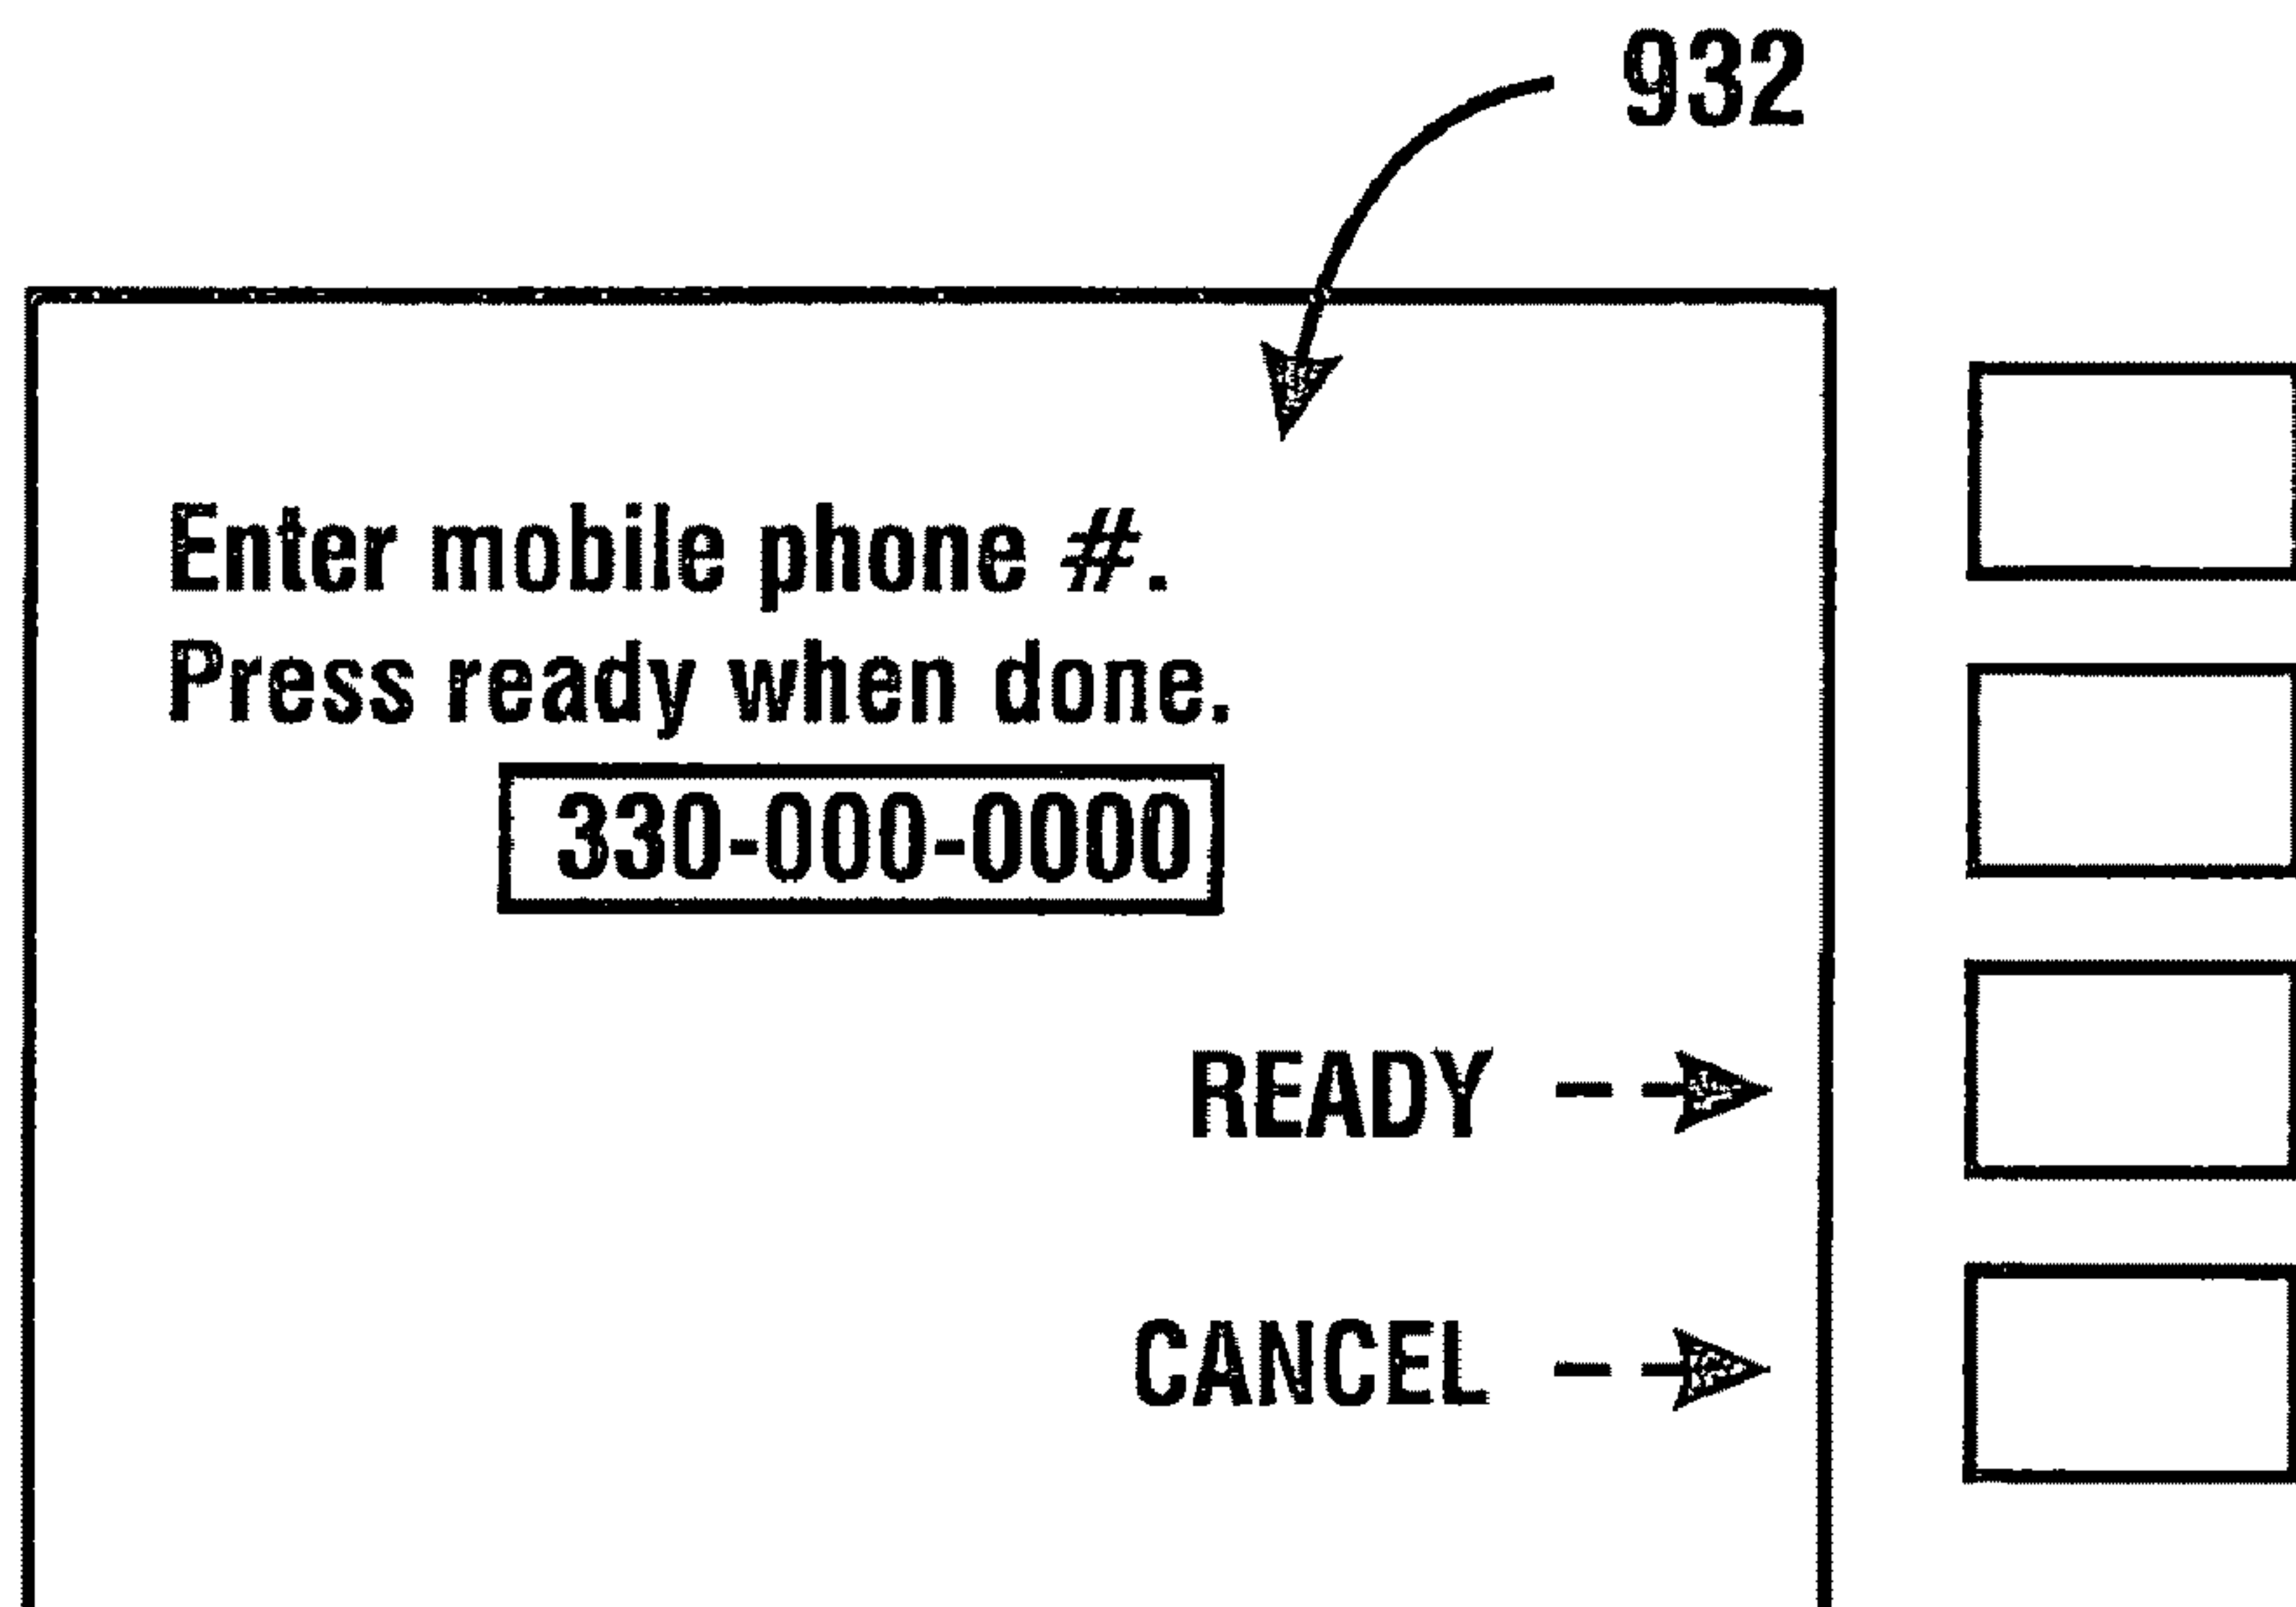 932
Enter mobile phone #.
Press ready when done.
330-000-0000
READY
CANCEL